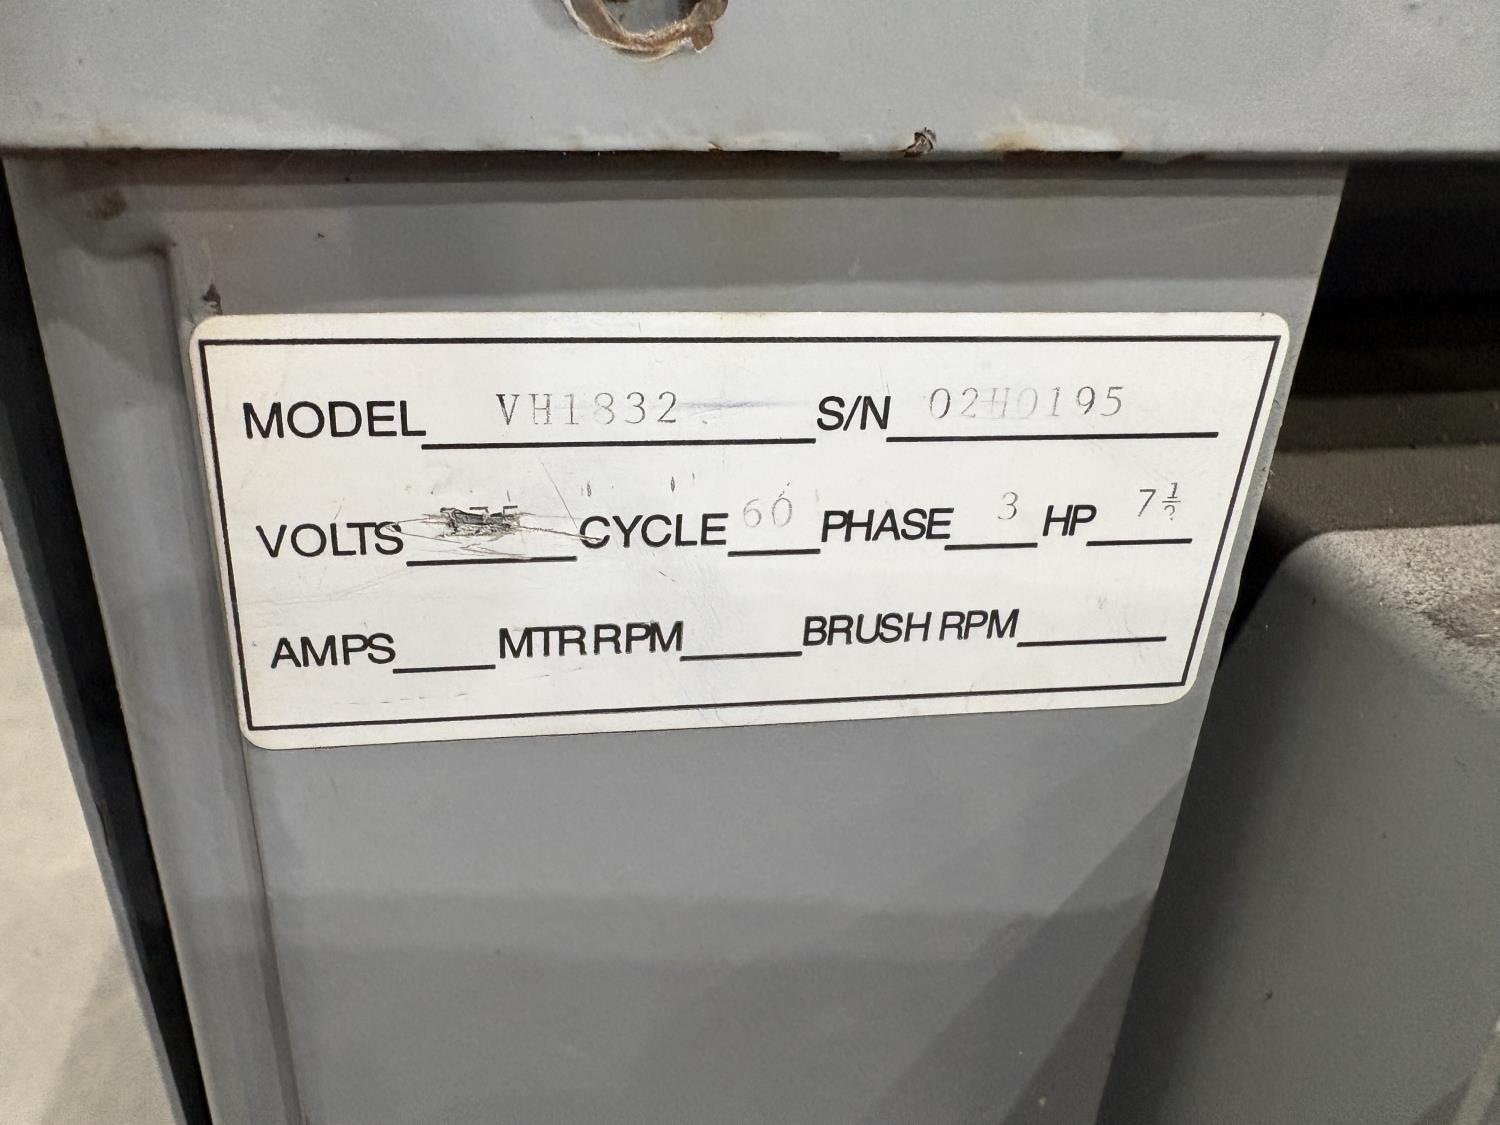 MODEL VH1832 S/N 02H0195
VOLTS CYCLE 60 PHASE 3 HP 7½
AMPS MTR RPM BRUSH RPM